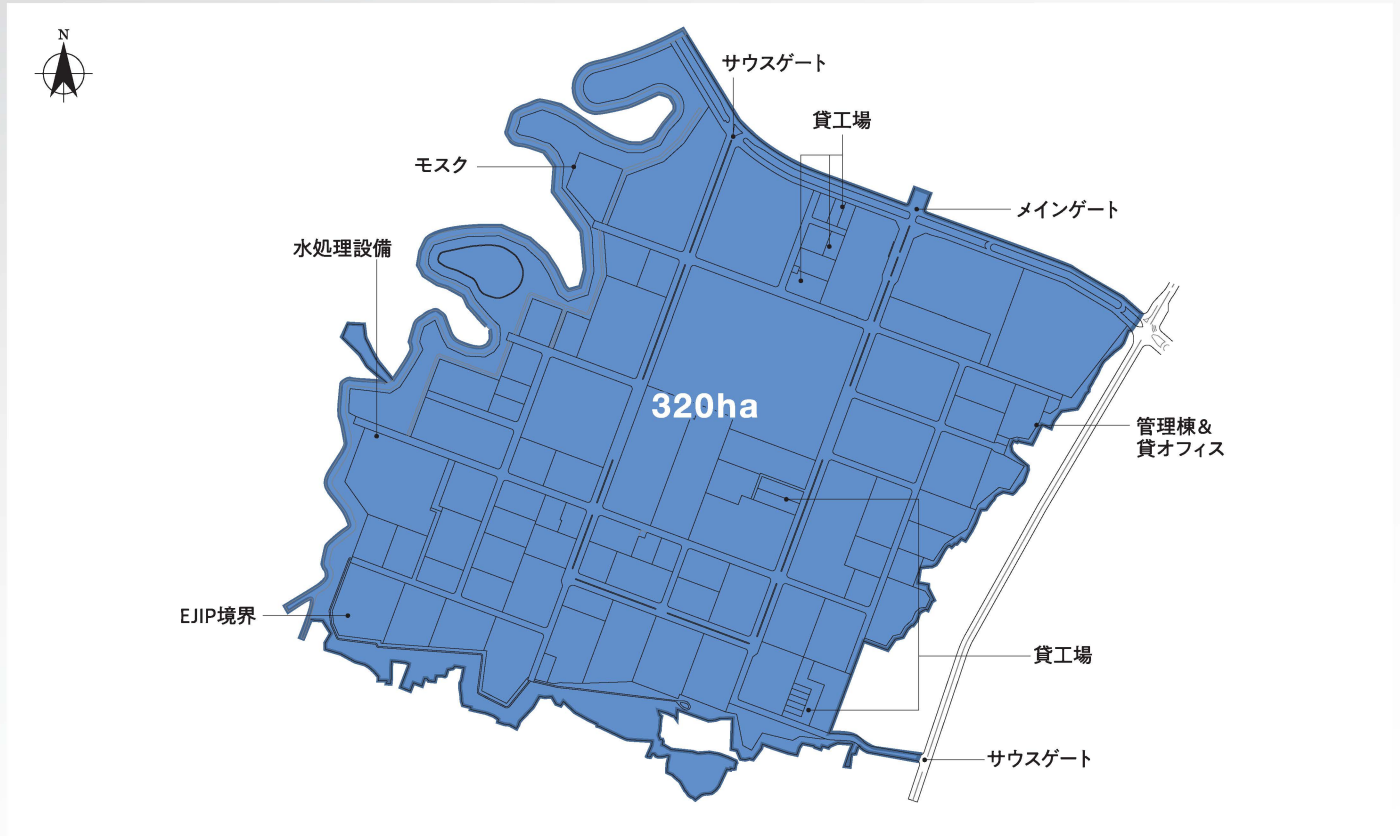 N
サウスゲート
貸工場
モスク
メインゲート
水処理設備
320ha
管理棟&
貸オフィス
EJIP境界
貸工場
サウスゲート